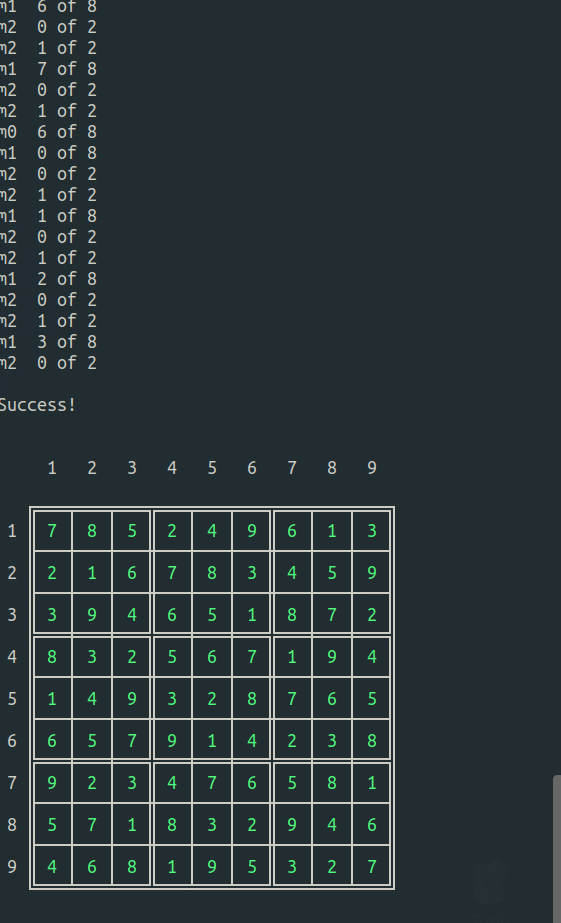 m1  6 of 8
m2  0 of 2
m2  1 of 2
m1  7 of 8
m2  0 of 2
m2  1 of 2
m0  6 of 8
m1  0 of 8
m2  0 of 2
m2  1 of 2
m1  1 of 8
m2  0 of 2
m2  1 of 2
m1  2 of 8
m2  0 of 2
m2  1 of 2
m1  3 of 8
m2  0 of 2
Success!
1 2 3 4 5 6 7 8 9
1 7 8 5 2 4 9 6 1 3
2 2 1 6 7 8 3 4 5 9
3 3 9 4 6 5 1 8 7 2
4 8 3 2 5 6 7 1 9 4
5 1 4 9 3 2 8 7 6 5
6 6 5 7 9 1 4 2 3 8
7 9 2 3 4 7 6 5 8 1
8 5 7 1 8 3 2 9 4 6
9 4 6 8 1 9 5 3 2 7